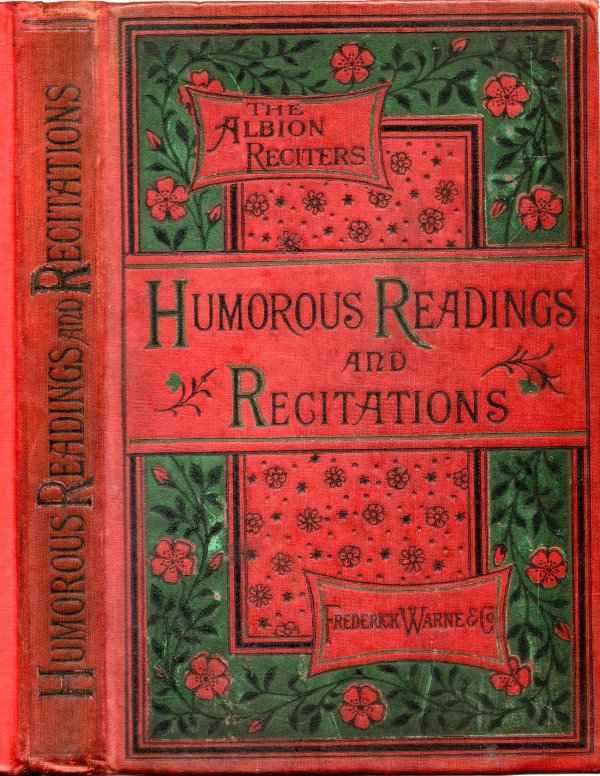 HUMOROUS READINGS AND RECITATIONS
THE
ALBION
RECITERS
HUMOROUS READINGS
AND
RECITATIONS
FREDERICK WARNE & Co